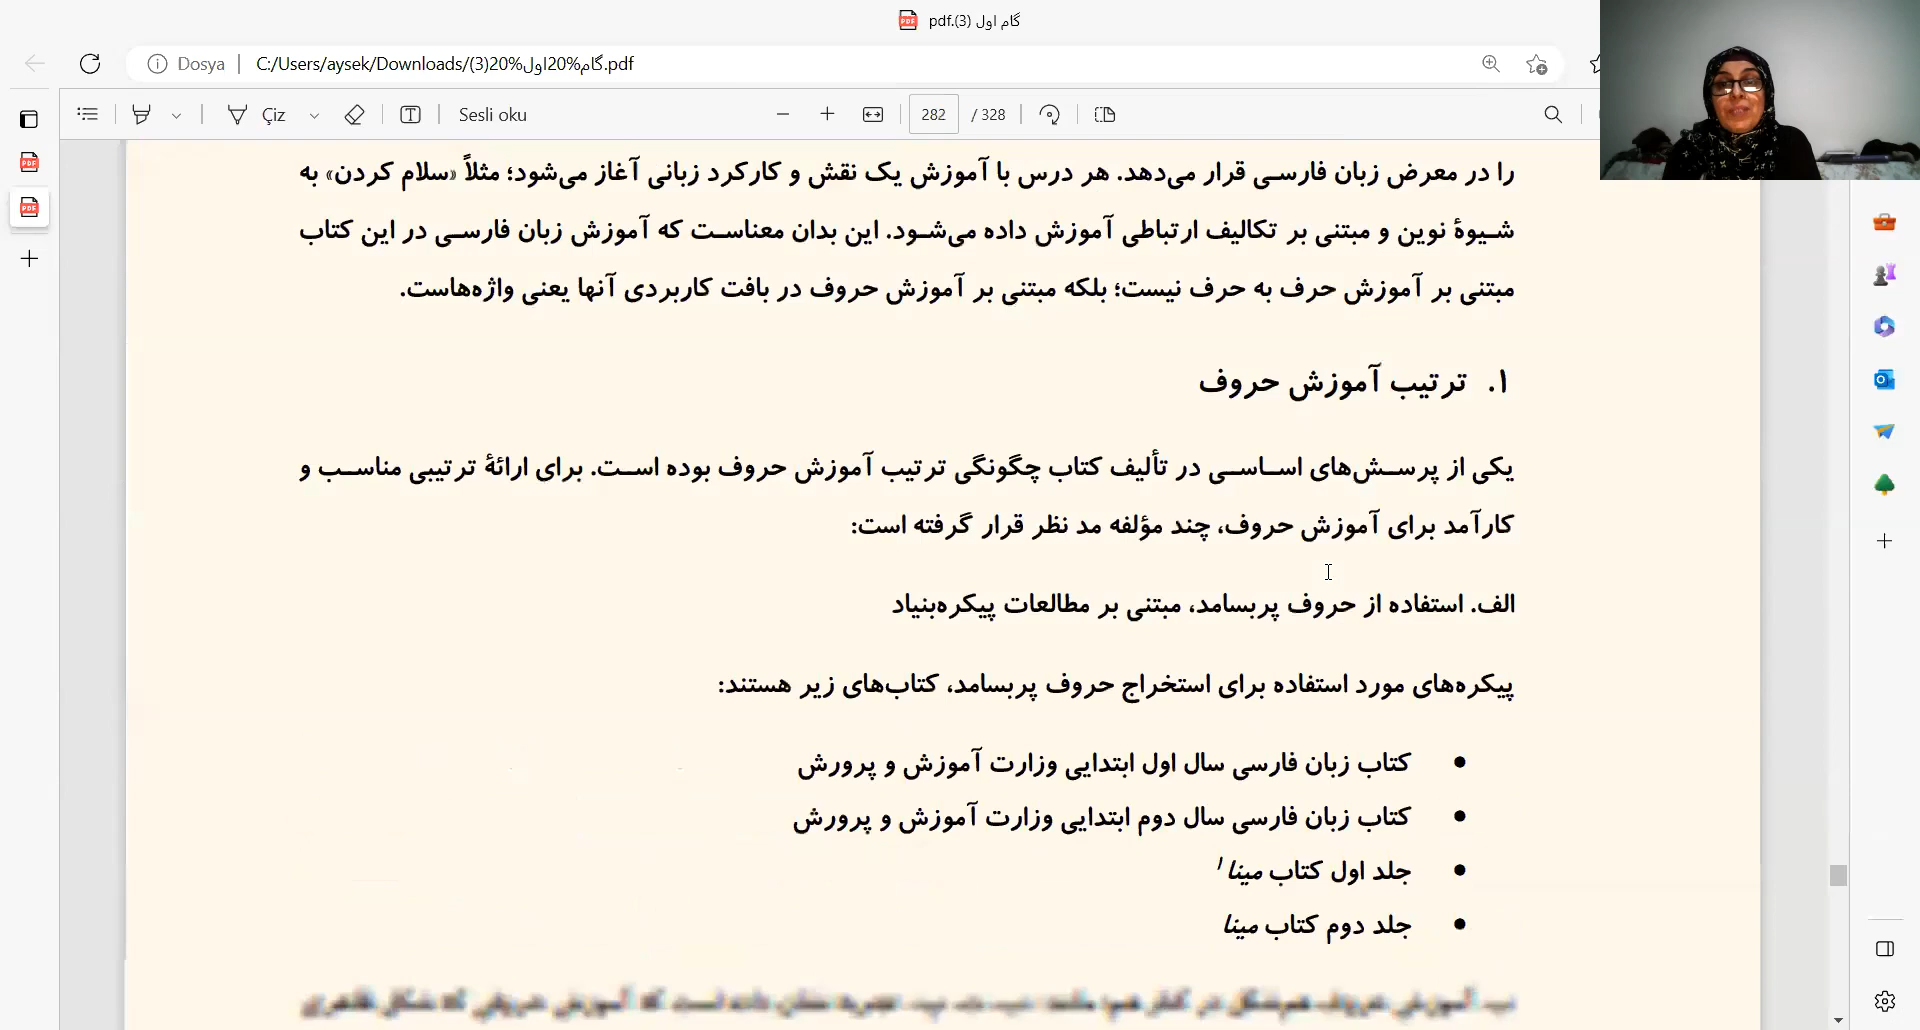 گام اول (3).pdf
Dosya
C:/Users/aysek/Downloads/(3)20%گام%20اول.pdf
Çiz
Sesli oku
282 / 328
را در معرض زبان فارسی قرار می‌دهد. هر درس با آموزش یک نقش و کارکرد زبانی آغاز می‌شود؛ مثلاً «سلام کردن» به
شیوهٔ نوین و مبتنی بر تکالیف ارتباطی آموزش داده می‌شود. این بدان معناست که آموزش زبان فارسی در این کتاب
مبتنی بر آموزش حرف به حرف نیست؛ بلکه مبتنی بر آموزش حروف در بافت کاربردی آنها یعنی واژه‌هاست.
۱. ترتیب آموزش حروف
یکی از پرسش‌های اساسی در تألیف کتاب چگونگی ترتیب آموزش حروف بوده است. برای ارائهٔ ترتیبی مناسب و
کارآمد برای آموزش حروف، چند مؤلفه مد نظر قرار گرفته است:
الف. استفاده از حروف پربسامد، مبتنی بر مطالعات پیکره‌بنیاد
پیکره‌های مورد استفاده برای استخراج حروف پربسامد، کتاب‌های زیر هستند:
• کتاب زبان فارسی سال اول ابتدایی وزارت آموزش و پرورش
• کتاب زبان فارسی سال دوم ابتدایی وزارت آموزش و پرورش
• جلد اول کتاب مینا۱
• جلد دوم کتاب مینا